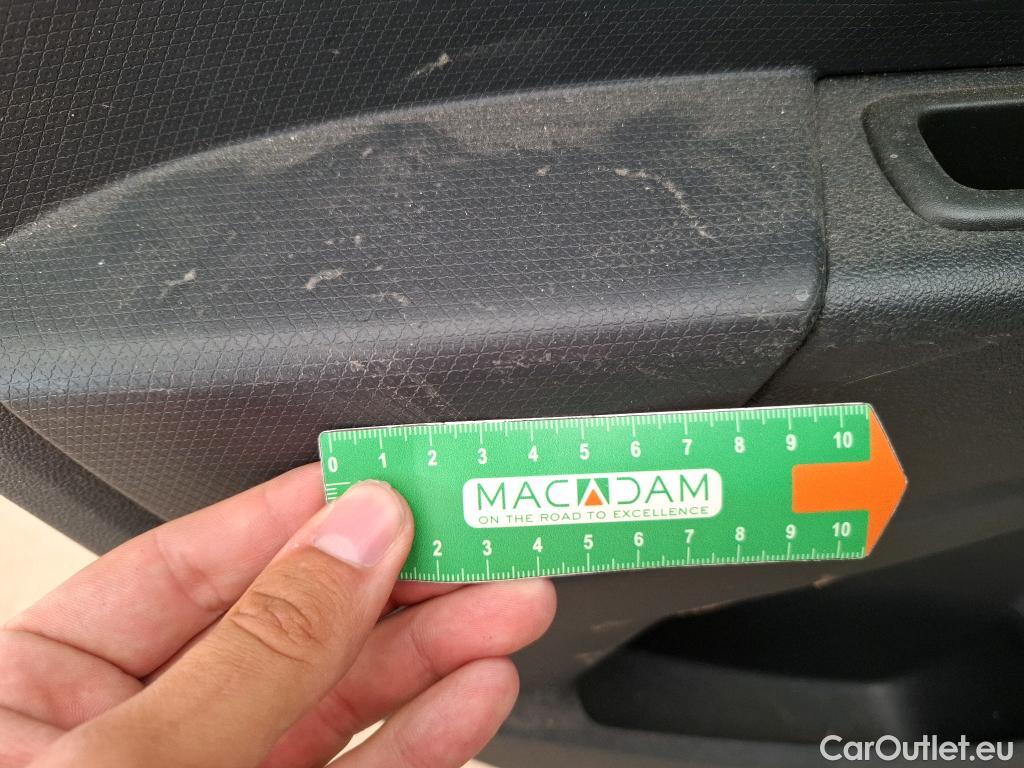 0 1 2 3 4 5 6 7 8 9 10
MACADAM
ON THE ROAD TO EXCELLENCE
2 3 4 5 6 7 8 9 10
CarOutlet.eu